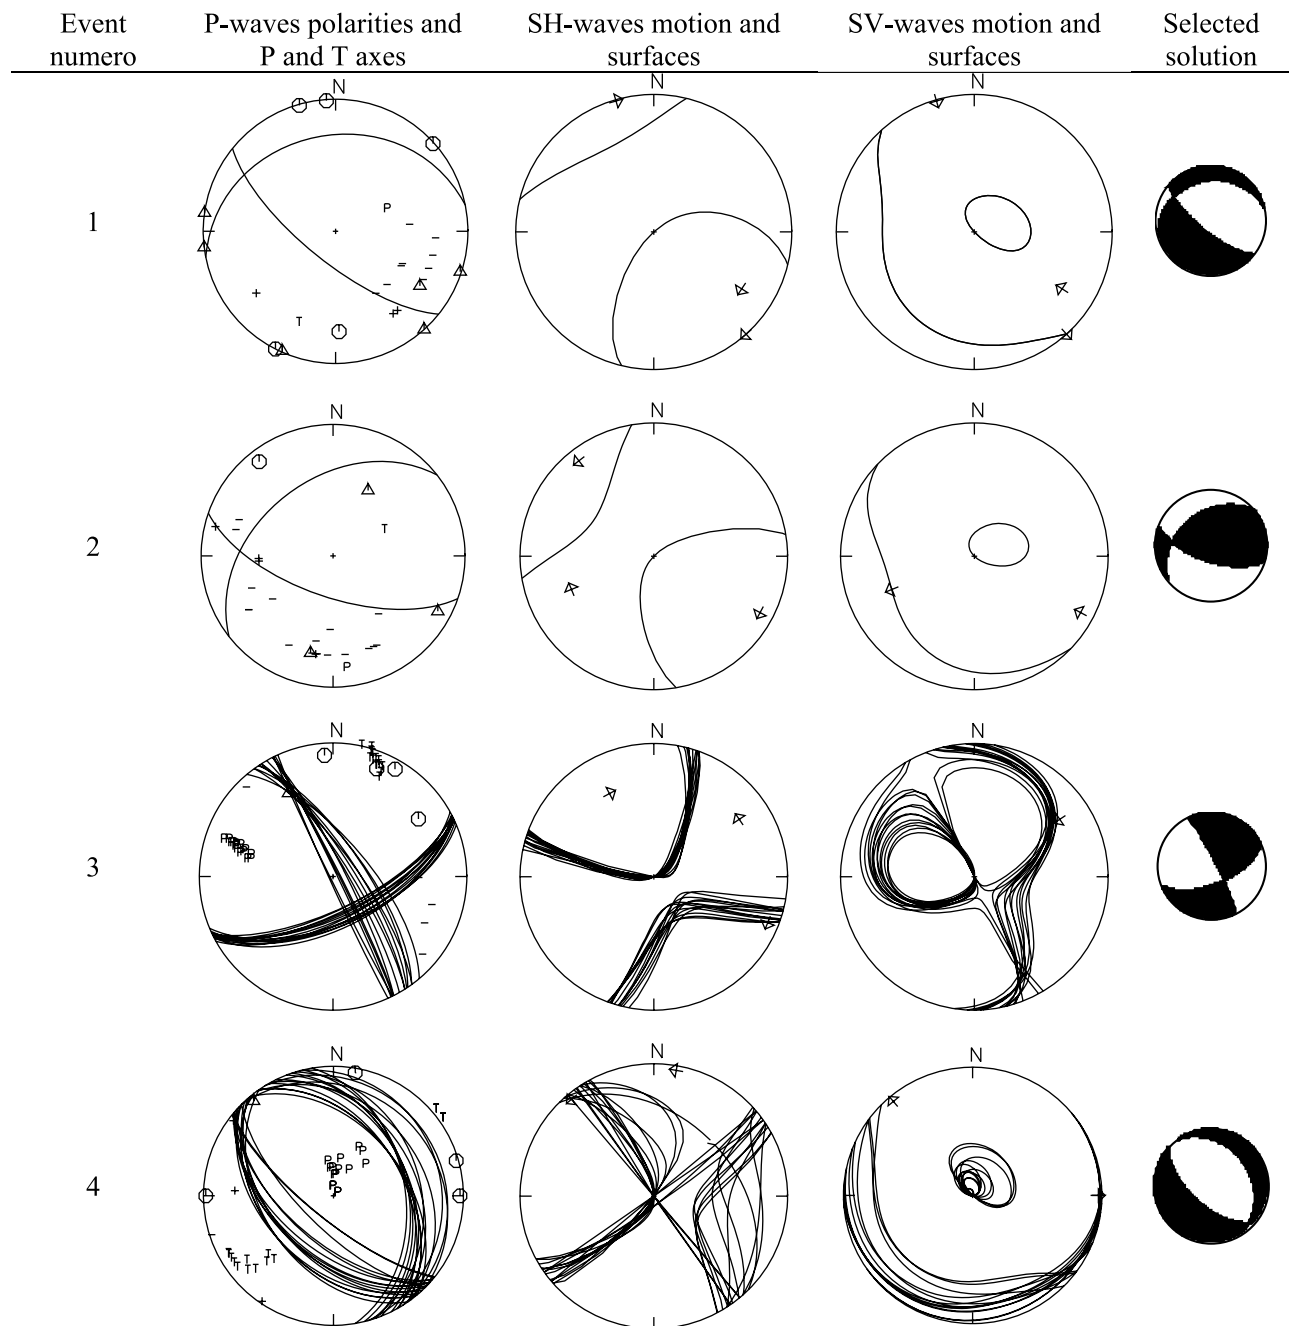 Event numero
P-waves polarities and P and T axes
SH-waves motion and surfaces
SV-waves motion and surfaces
Selected solution
1
N
P
T
N
N
2
N
T
P
N
N
3
N
N
N
4
N
N
N